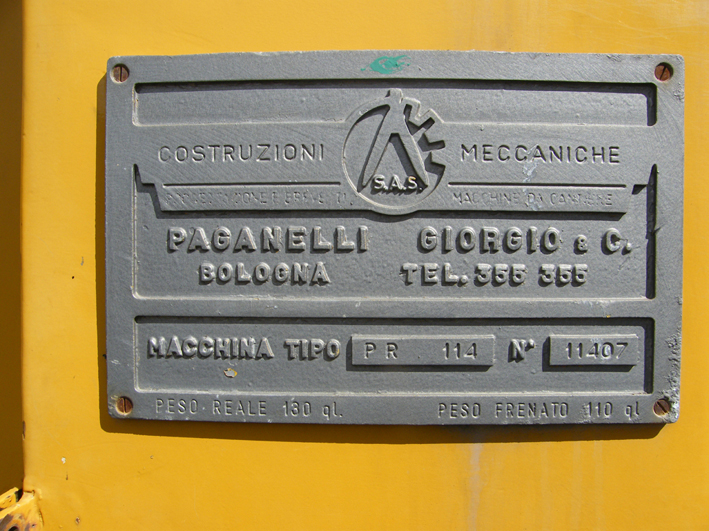 COSTRUZIONI MECCANICHE
S.A.S.
MACCHINE DA CANTIERE
PAGANELLI GIORGIO & C.
BOLOGNA TEL. 355 355
MACCHINA TIPO PR 114 N° 11407
PESO REALE 130 ql. PESO FRENATO 110 ql